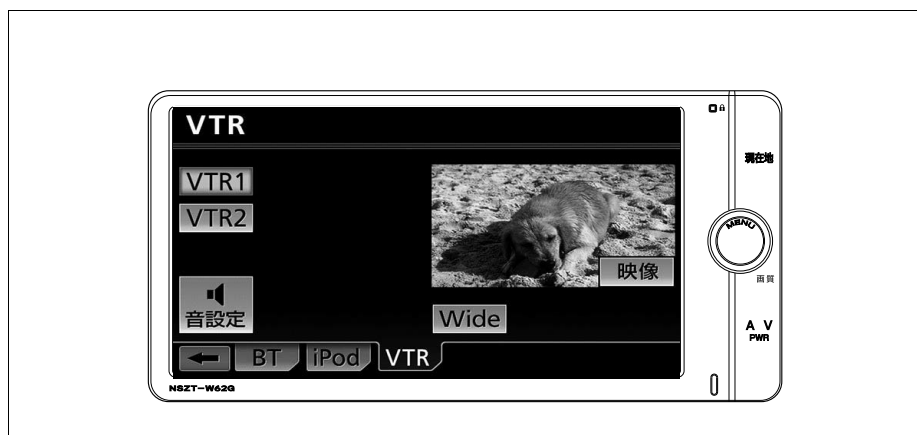 VTR
VTR1
VTR2
音設定
映像
Wide
BT
iPod
VTR
NSZT-W62G
現在地
MENU
画質
A V
PWR